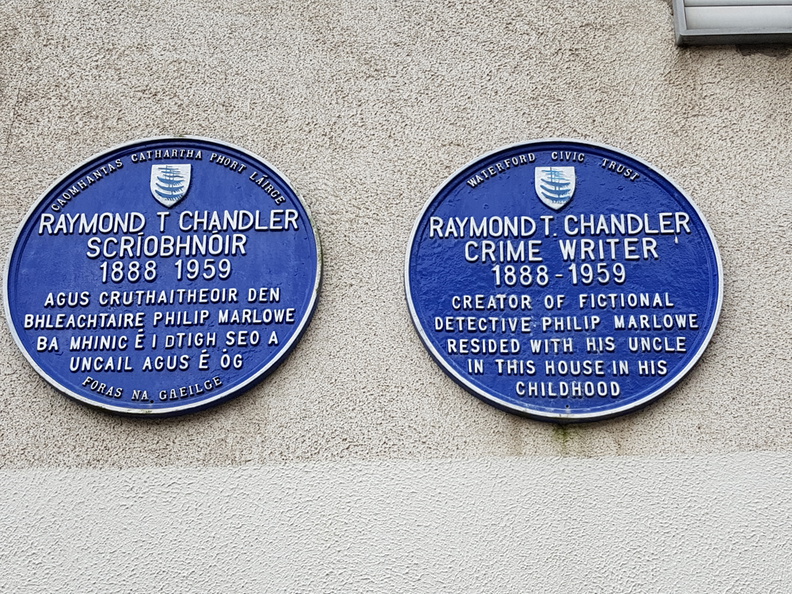 CAOMHANTAS CATHARTHA PHORT LÁIRGE
RAYMOND T CHANDLER
SCRÍOBHNÓIR
1888 1959
AGUS CRUTHAITHEOIR DEN
BHLEACHTAIRE PHILIP MARLOWE
BA MHINIC É I DTIGH SEO A
UNCAIL AGUS É ÓG
FORAS NA GAEILGE
WATERFORD CIVIC TRUST
RAYMOND T. CHANDLER
CRIME WRITER
1888-1959
CREATOR OF FICTIONAL
DETECTIVE PHILIP MARLOWE
RESIDED WITH HIS UNCLE
IN THIS HOUSE IN HIS
CHILDHOOD